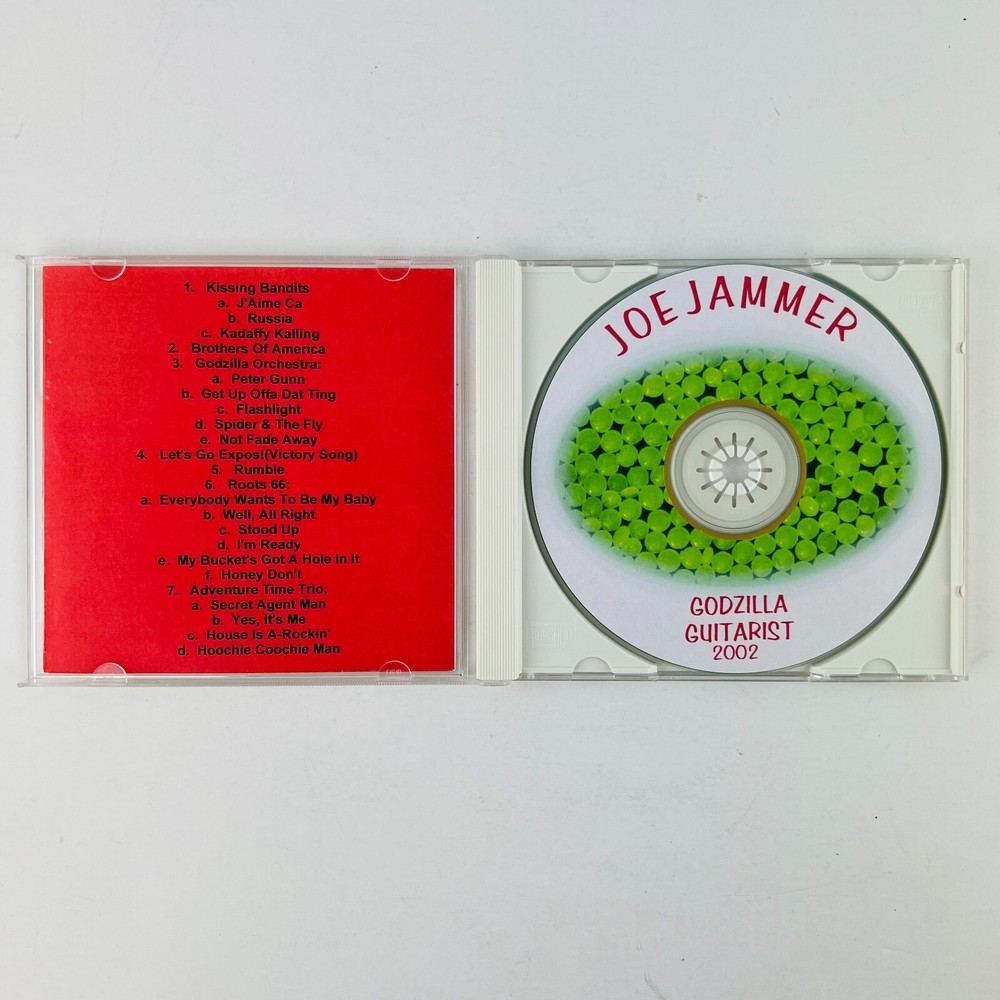 1. Kissing Bandits
a. J'Aime Ca
b. Russia
c. Kadaffy Kalling
2. Brothers Of America
3. Godzilla Orchestra:
a. Peter Gunn
b. Get Up Offa Dat Ting
c. Flashlight
d. Spider & The Fly
e. Not Fade Away
4. Let's Go Expos!(Victory Song)
5. Rumble
6. Roots 66:
a. Everybody Wants To Be My Baby
b. Well, All Right
c. Stood Up
d. I'm Ready
e. My Bucket's Got A Hole In It
f. Honey Don't
7. Adventure Time Trio:
a. Secret Agent Man
b. Yes, It's Me
c. House Is A-Rockin'
d. Hoochie Coochie Man
JOE JAMMER
GODZILLA
GUITARIST
2002